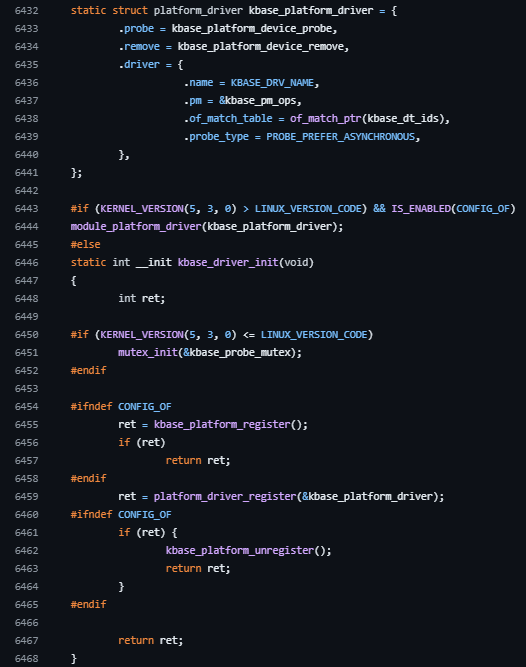 6432 static struct platform_driver kbase_platform_driver = {
6433 .probe = kbase_platform_device_probe,
6434 .remove = kbase_platform_device_remove,
6435 .driver = {
6436 .name = KBASE_DRV_NAME,
6437 .pm = &kbase_pm_ops,
6438 .of_match_table = of_match_ptr(kbase_dt_ids),
6439 .probe_type = PROBE_PREFER_ASYNCHRONOUS,
6440 },
6441 };
6442
6443 #if (KERNEL_VERSION(5, 3, 0) > LINUX_VERSION_CODE) && IS_ENABLED(CONFIG_OF)
6444 module_platform_driver(kbase_platform_driver);
6445 #else
6446 static int __init kbase_driver_init(void)
6447 {
6448 int ret;
6449
6450 #if (KERNEL_VERSION(5, 3, 0) <= LINUX_VERSION_CODE)
6451 mutex_init(&kbase_probe_mutex);
6452 #endif
6453
6454 #ifndef CONFIG_OF
6455 ret = kbase_platform_register();
6456 if (ret)
6457 return ret;
6458 #endif
6459 ret = platform_driver_register(&kbase_platform_driver);
6460 #ifndef CONFIG_OF
6461 if (ret) {
6462 kbase_platform_unregister();
6463 return ret;
6464 }
6465 #endif
6466
6467 return ret;
6468 }